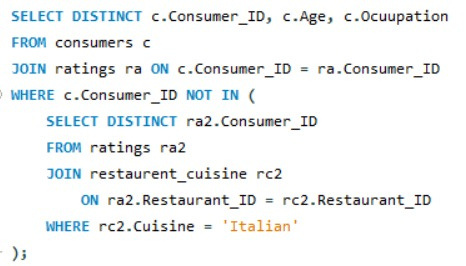 SELECT DISTINCT c.Consumer_ID, c.Age, c.Ocuupation
FROM consumers c
JOIN ratings ra ON c.Consumer_ID = ra.Consumer_ID
WHERE c.Consumer_ID NOT IN (
    SELECT DISTINCT ra2.Consumer_ID
    FROM ratings ra2
    JOIN restaurent_cuisine rc2
        ON ra2.Restaurant_ID = rc2.Restaurant_ID
    WHERE rc2.Cuisine = 'Italian'
);